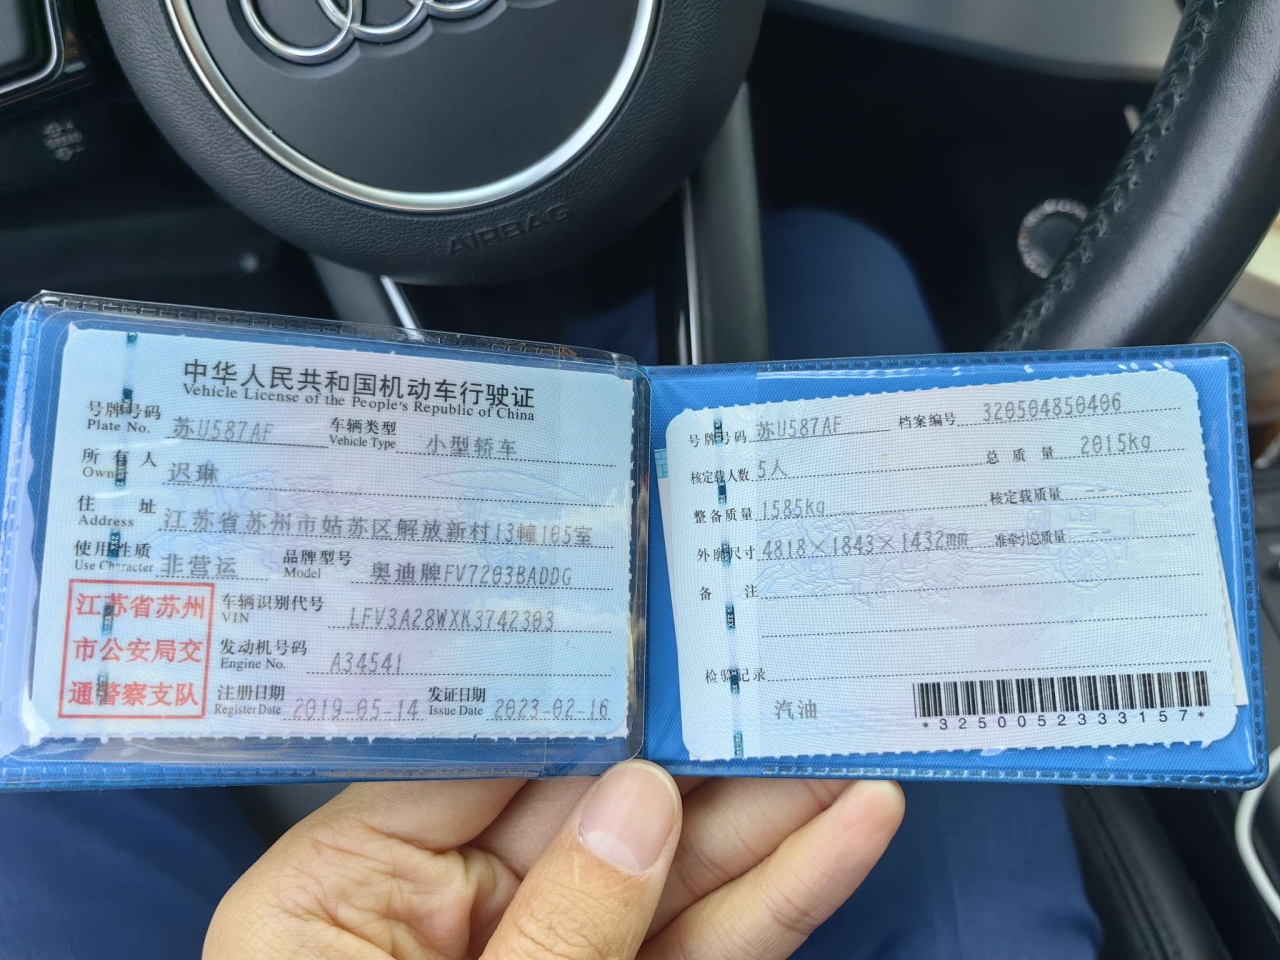 AIRBAG
中华人民共和国机动车行驶证
Vehicle License of the People's Republic of China
号牌号码 苏U587AF 车辆类型 小型轿车
Plate No. Vehicle Type
所有人 迟琳
Owner
住址 江苏省苏州市姑苏区解放新村13幢105室
Address
使用性质 非营运 品牌型号 奥迪牌FV7203BADDG
Use Character Model
江苏省苏州
市公安局交
通警察支队
车辆识别代号 LFV3A28WXK3742303
VIN
发动机号码 A34541
Engine No.
注册日期 2019-05-14 发证日期 2023-02-16
Register Date Issue Date
号牌号码 苏U587AF 档案编号 320504850406
核定载人数 5人 总质量 2015kg
整备质量 1585kg 核定载质量 --
外廓尺寸 4818×1843×1432mm 准牵引总质量 --
备注
检验记录
汽油
*3250052333157*